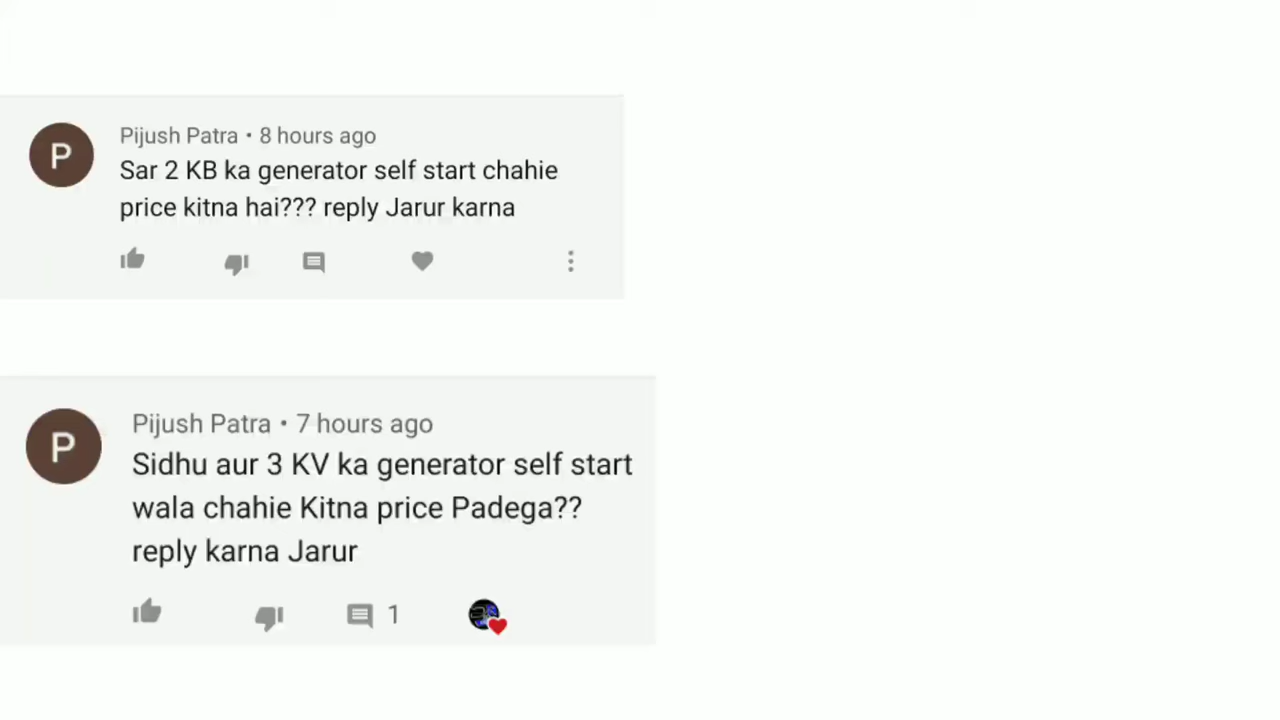 P
Pijush Patra • 8 hours ago
Sar 2 KB ka generator self start chahie
price kitna hai??? reply Jarur karna
P
Pijush Patra • 7 hours ago
Sidhu aur 3 KV ka generator self start
wala chahie Kitna price Padega??
reply karna Jarur
1